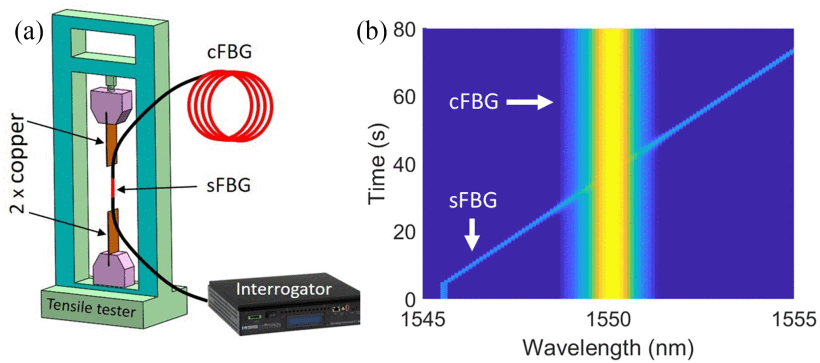 (a)
cFBG
2 x copper
sFBG
Interrogator
Tensile tester
(b)
80
60
40
20
0
Time (s)
cFBG
sFBG
1545
1550
1555
Wavelength (nm)